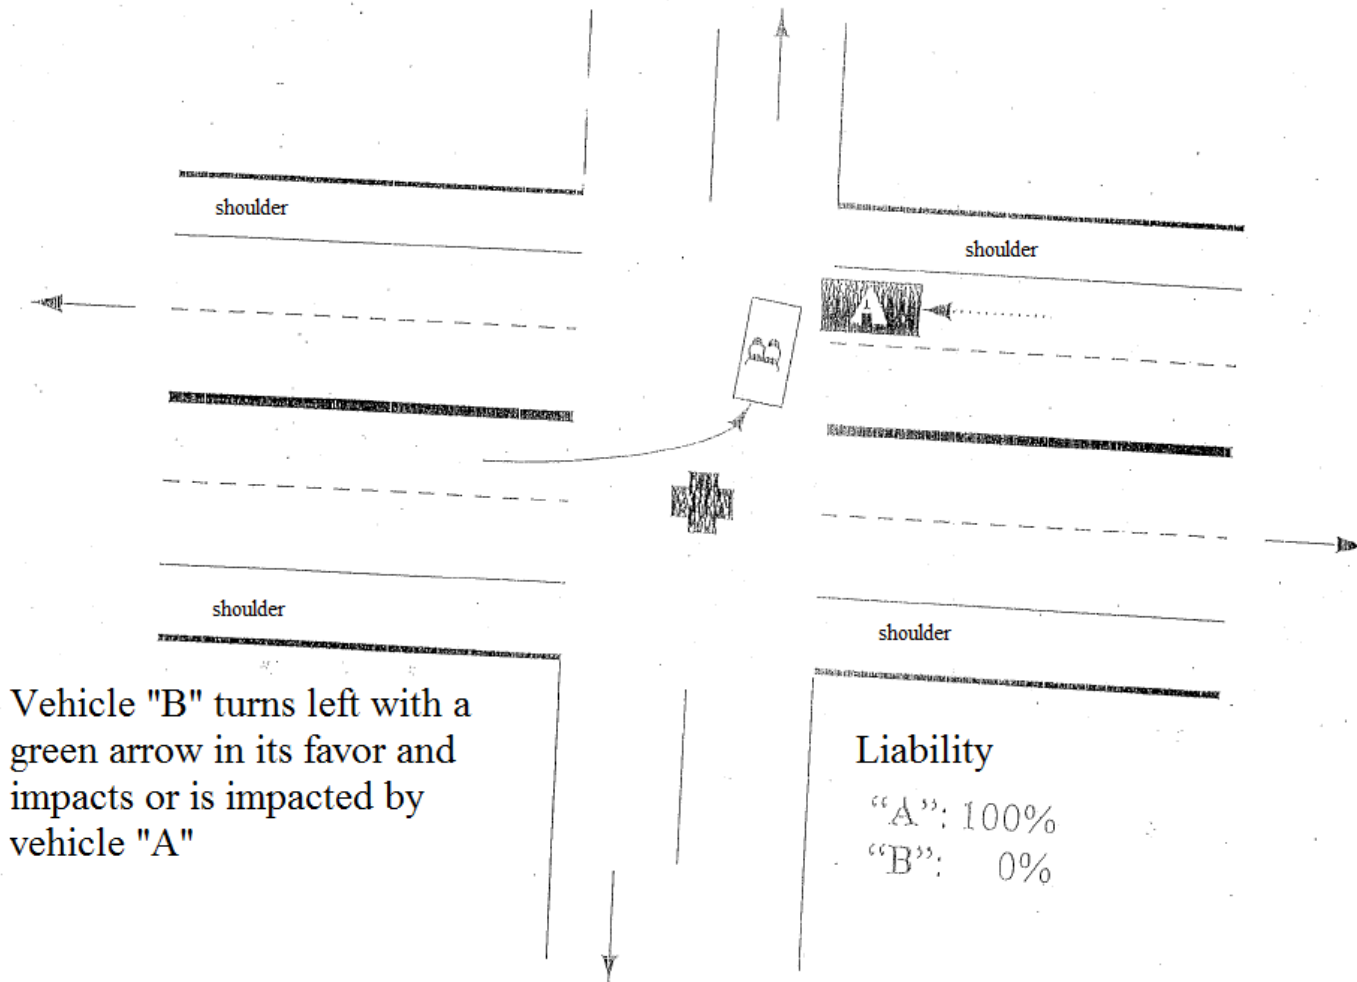 shoulder
shoulder
A
B
shoulder
shoulder
Vehicle "B" turns left with a
green arrow in its favor and
impacts or is impacted by
vehicle "A"
Liability
“A”: 100%
“B”: 0%